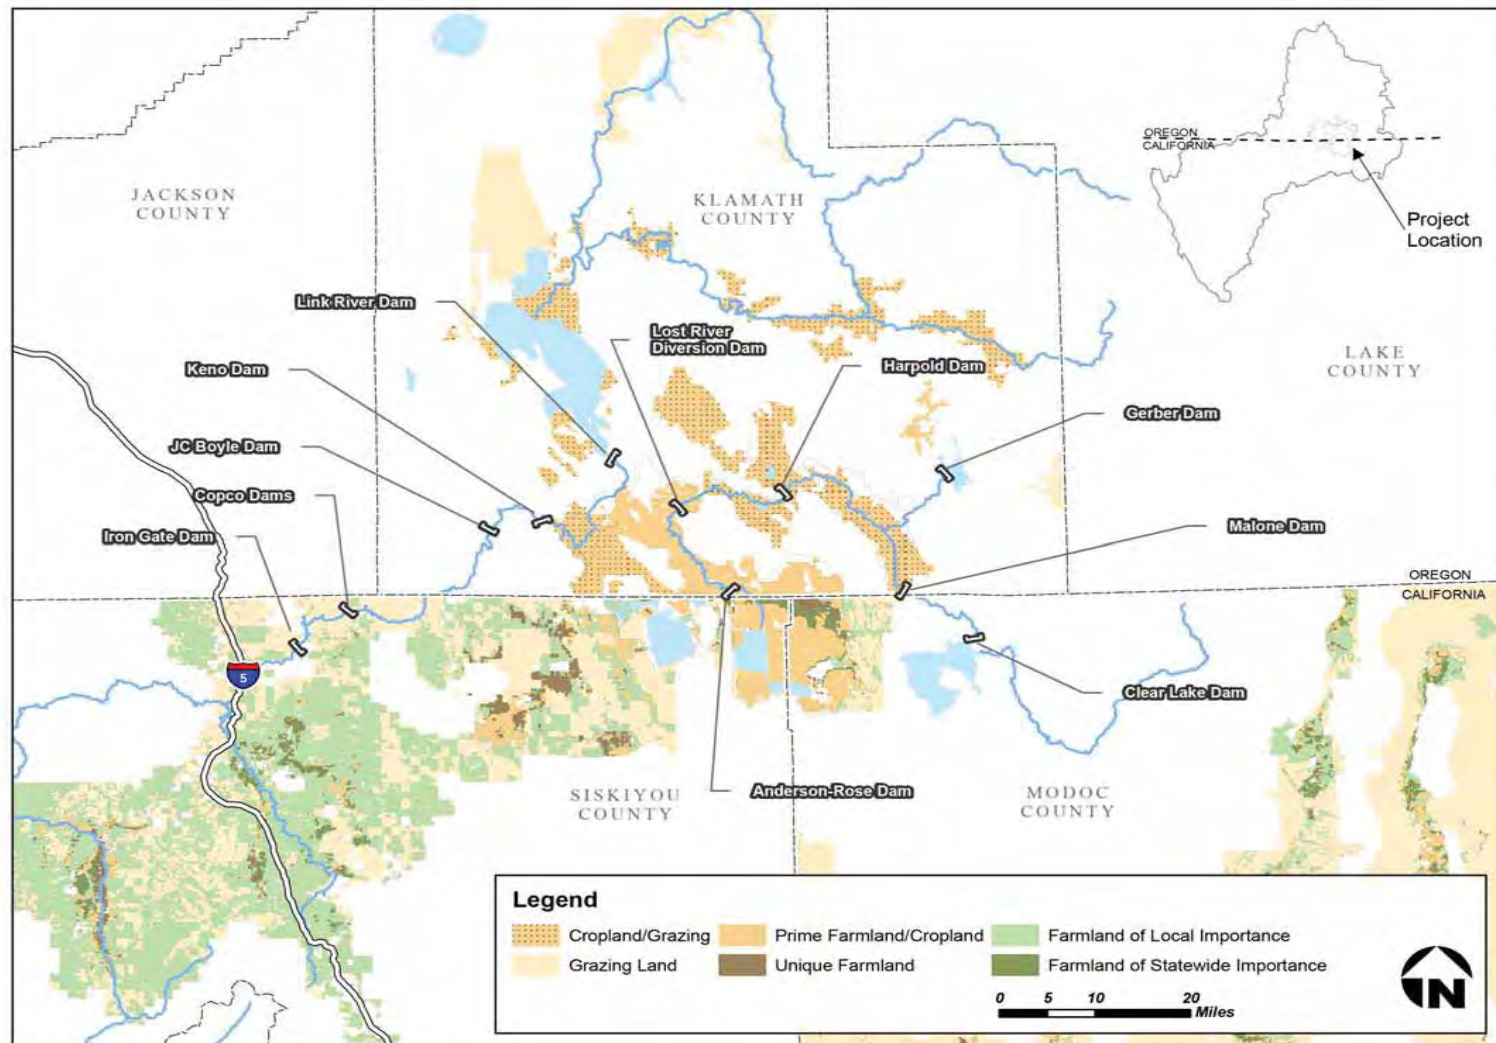 OREGON
CALIFORNIA
Project
Location
JACKSON
COUNTY
KLAMATH
COUNTY
LAKE
COUNTY
Link River Dam
Lost River
Diversion Dam
Keno Dam
Harpold Dam
Gerber Dam
JC Boyle Dam
Copco Dams
Iron Gate Dam
Malone Dam
OREGON
CALIFORNIA
5
Clear Lake Dam
Anderson-Rose Dam
SISKIYOU
COUNTY
MODOC
COUNTY
Legend
Cropland/Grazing
Prime Farmland/Cropland
Farmland of Local Importance
Grazing Land
Unique Farmland
Farmland of Statewide Importance
0 5 10 20
Miles
N